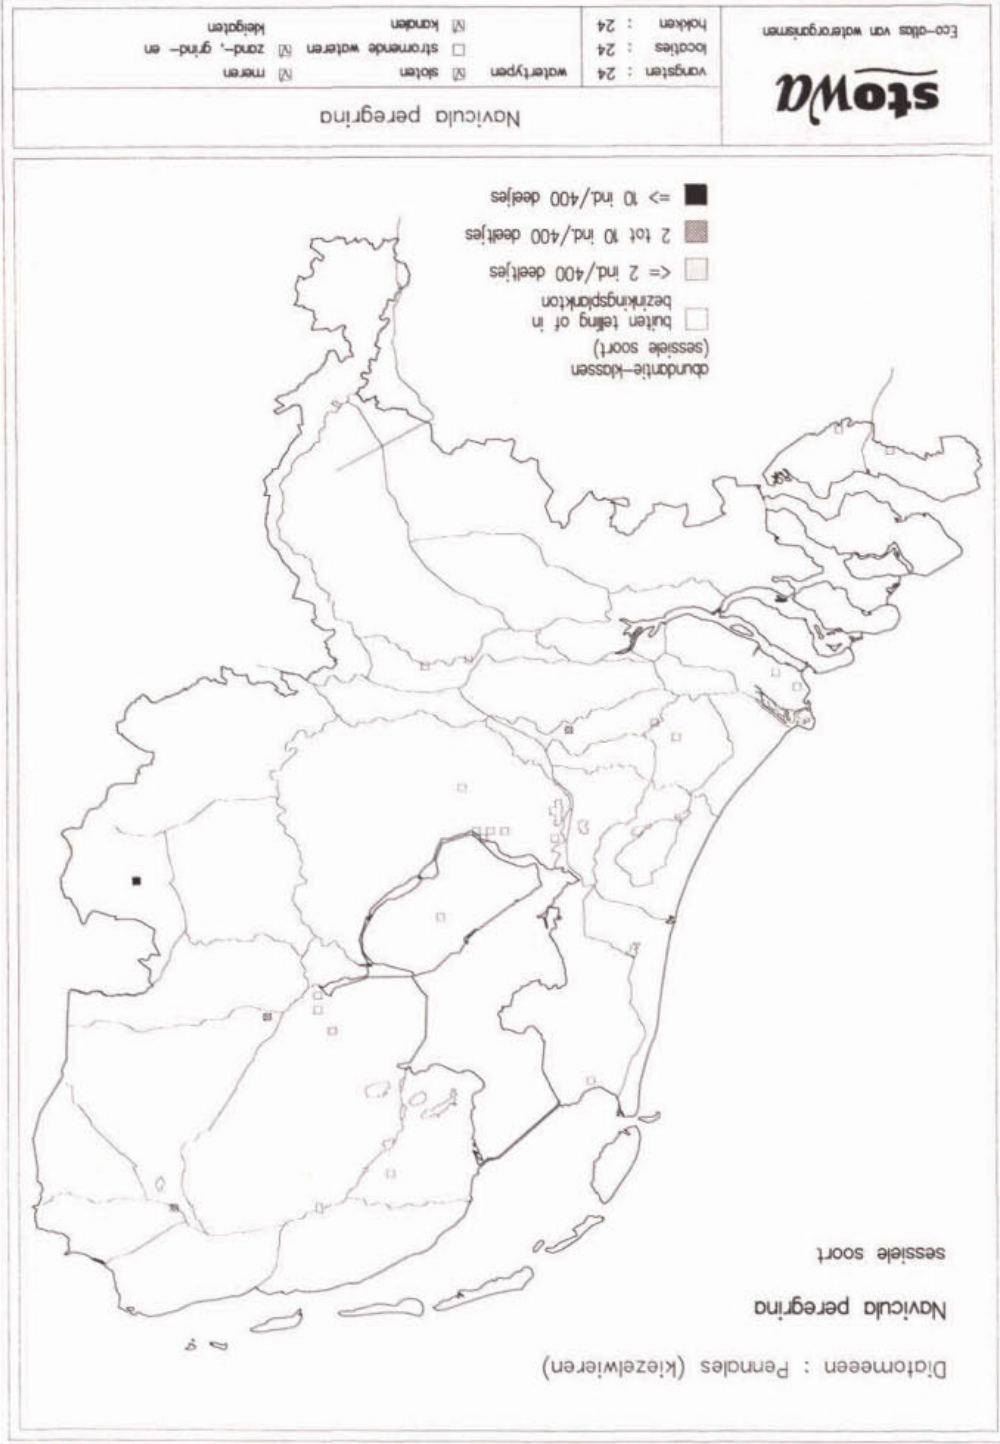 Diatomeeen : Pennales (kiezelwieren)
Navicula peregrina
sessiele soort
abundantie-klassen
(sessiele soort)
buiten telling of in
bezinkingsplankton
<= 2 ind./400 deeltjes
2 tot 10 ind./400 deeltjes
=> 10 ind./400 deeltjes
stowa
Eco-atlas van waterorganismen
Navicula peregrina
vangsten : 24
locaties : 24
hokken : 24
watertypen
☑ sloten
☐ stromende wateren
☑ kanalen
☑ meren
☑ zand-, grind- en
kleigaten